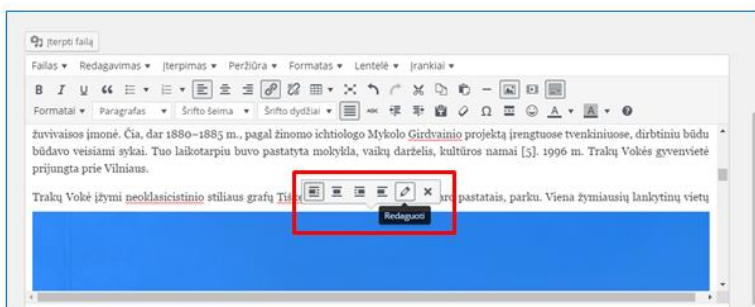 Įterpti failą
Failas Redagavimas Įterpimas Peržiūra Formatas Lentelė Įrankiai
B I U
Formatai Paragrafas Šrifto šeima Šrifto dydžiai ABC Ω A A
žuvivaisos įmonė. Čia, dar 1880–1885 m., pagal žinomo ichtiologo Mykolo Girdvainio projektą įrengtuose tvenkiniuose, dirbtiniu būdu
būdavo veisiami sykai. Tuo laikotarpiu buvo pastatyta mokykla, vaikų darželis, kultūros namai [5]. 1996 m. Trakų Vokės gyvenvietė
prijungta prie Vilniaus.
Trakų Vokė įžymi neoklasicistinio stiliaus grafų pastatais, parku. Viena žymiausių lankytinų vietų
Redaguoti